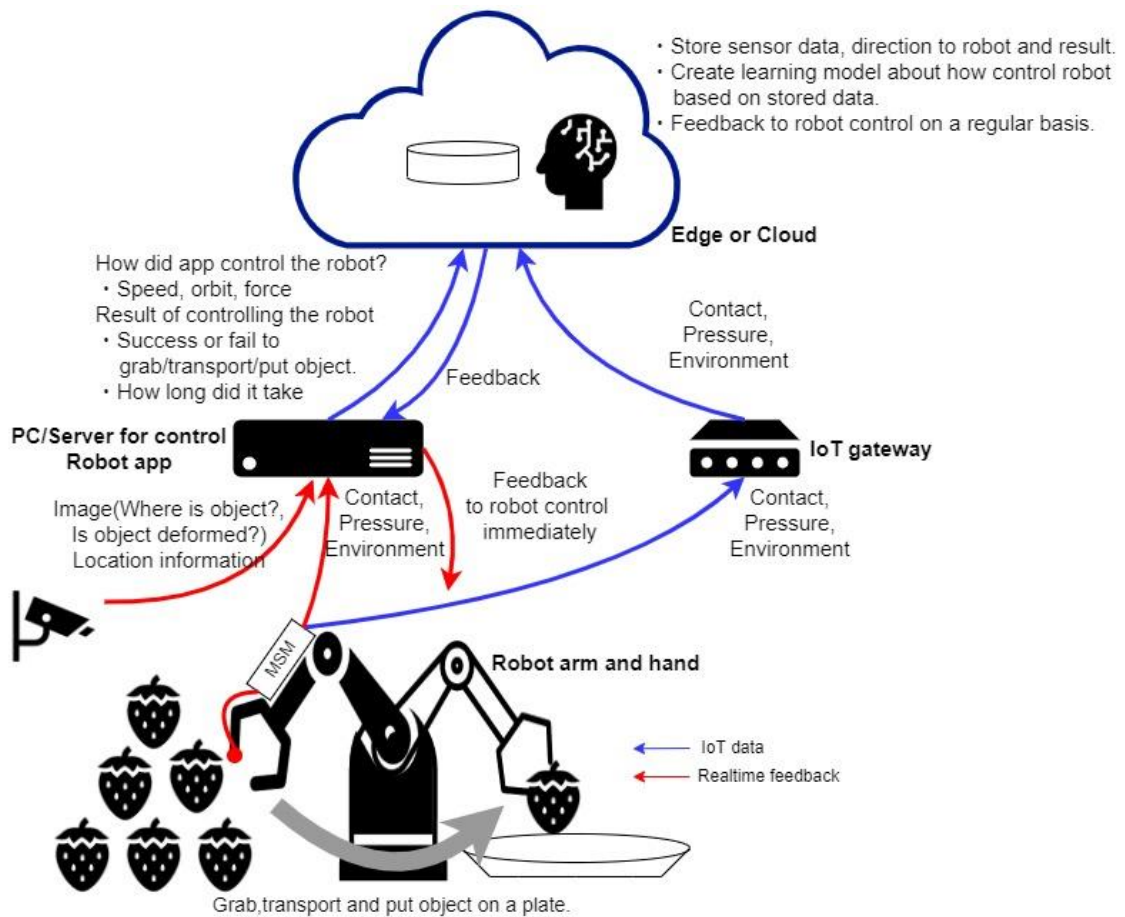 ・Store sensor data, direction to robot and result.
・Create learning model about how control robot
based on stored data.
・Feedback to robot control on a regular basis.
Edge or Cloud
How did app control the robot?
・Speed, orbit, force
Result of controlling the robot
・Success or fail to
grab/transport/put object.
・How long did it take
Feedback
Contact,
Pressure,
Environment
PC/Server for control
Robot app
IoT gateway
Image(Where is object?,
Is object deformed?)
Location information
Contact,
Pressure,
Environment
Feedback
to robot control
immediately
Contact,
Pressure,
Environment
MSM
Robot arm and hand
IoT data
Realtime feedback
Grab,transport and put object on a plate.